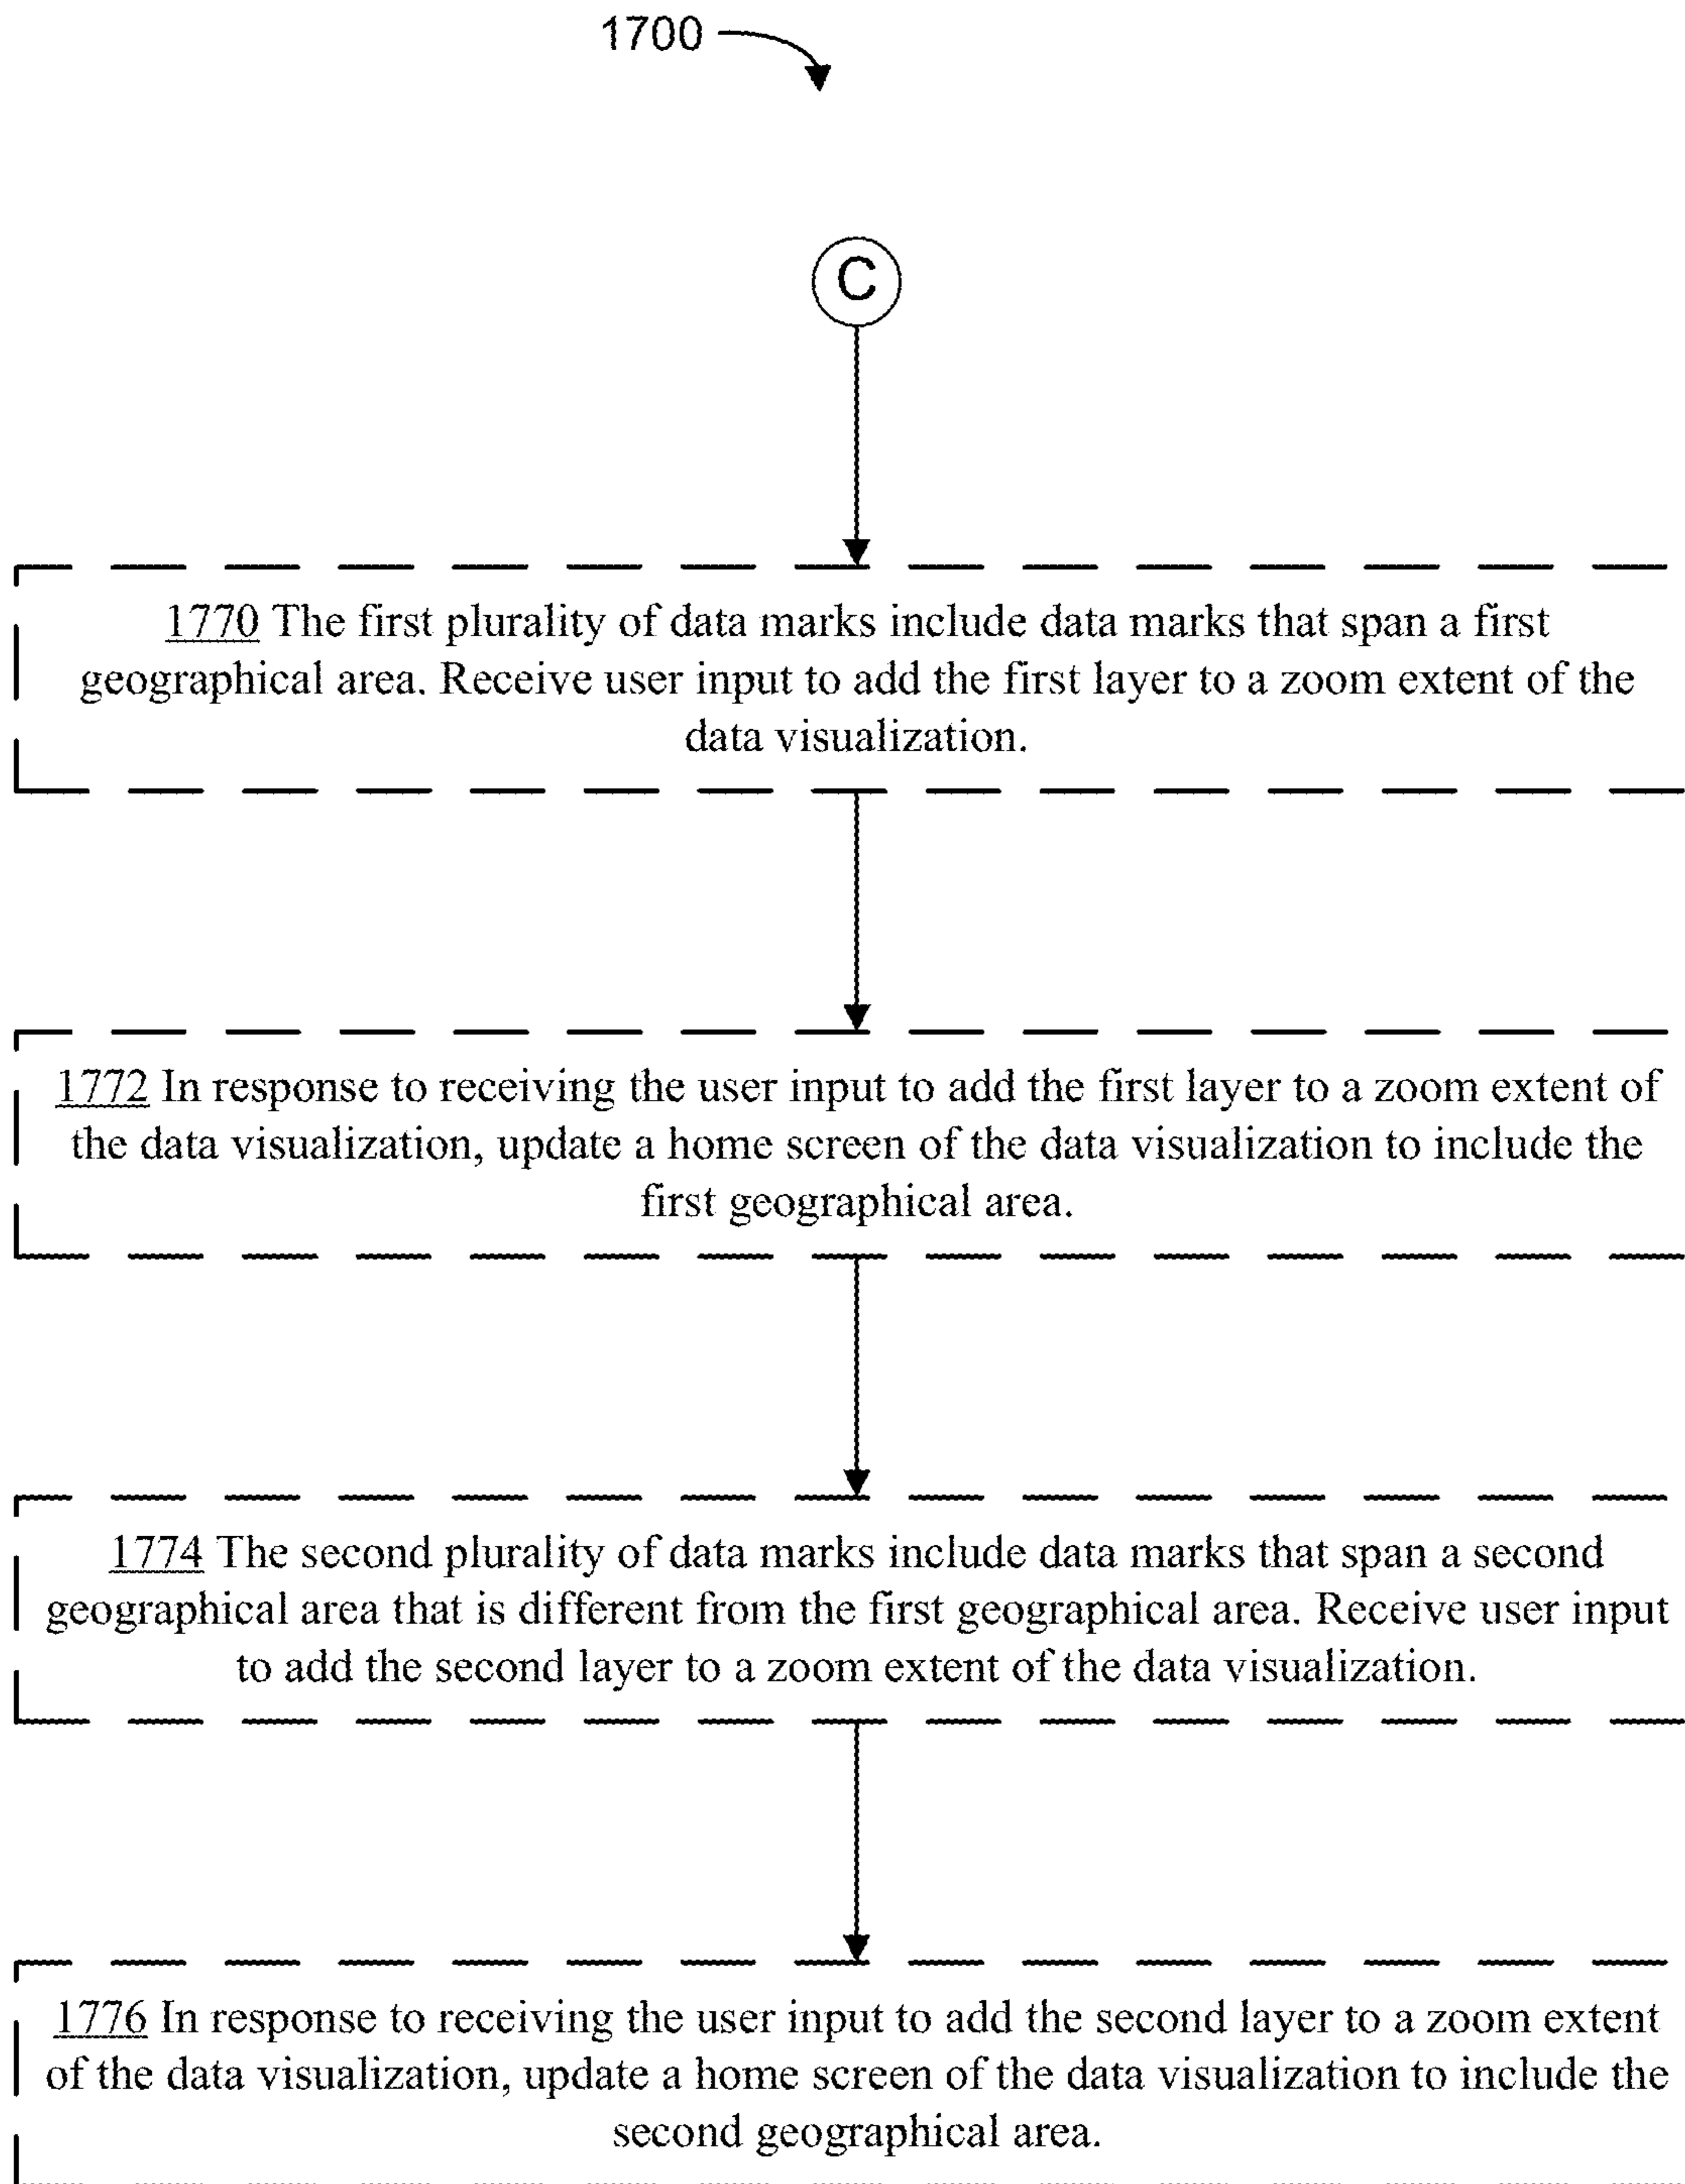 1700
C
1770 The first plurality of data marks include data marks that span a first
geographical area. Receive user input to add the first layer to a zoom extent of the
data visualization.
1772 In response to receiving the user input to add the first layer to a zoom extent of
the data visualization, update a home screen of the data visualization to include the
first geographical area.
1774 The second plurality of data marks include data marks that span a second
geographical area that is different from the first geographical area. Receive user input
to add the second layer to a zoom extent of the data visualization.
1776 In response to receiving the user input to add the second layer to a zoom extent
of the data visualization, update a home screen of the data visualization to include the
second geographical area.